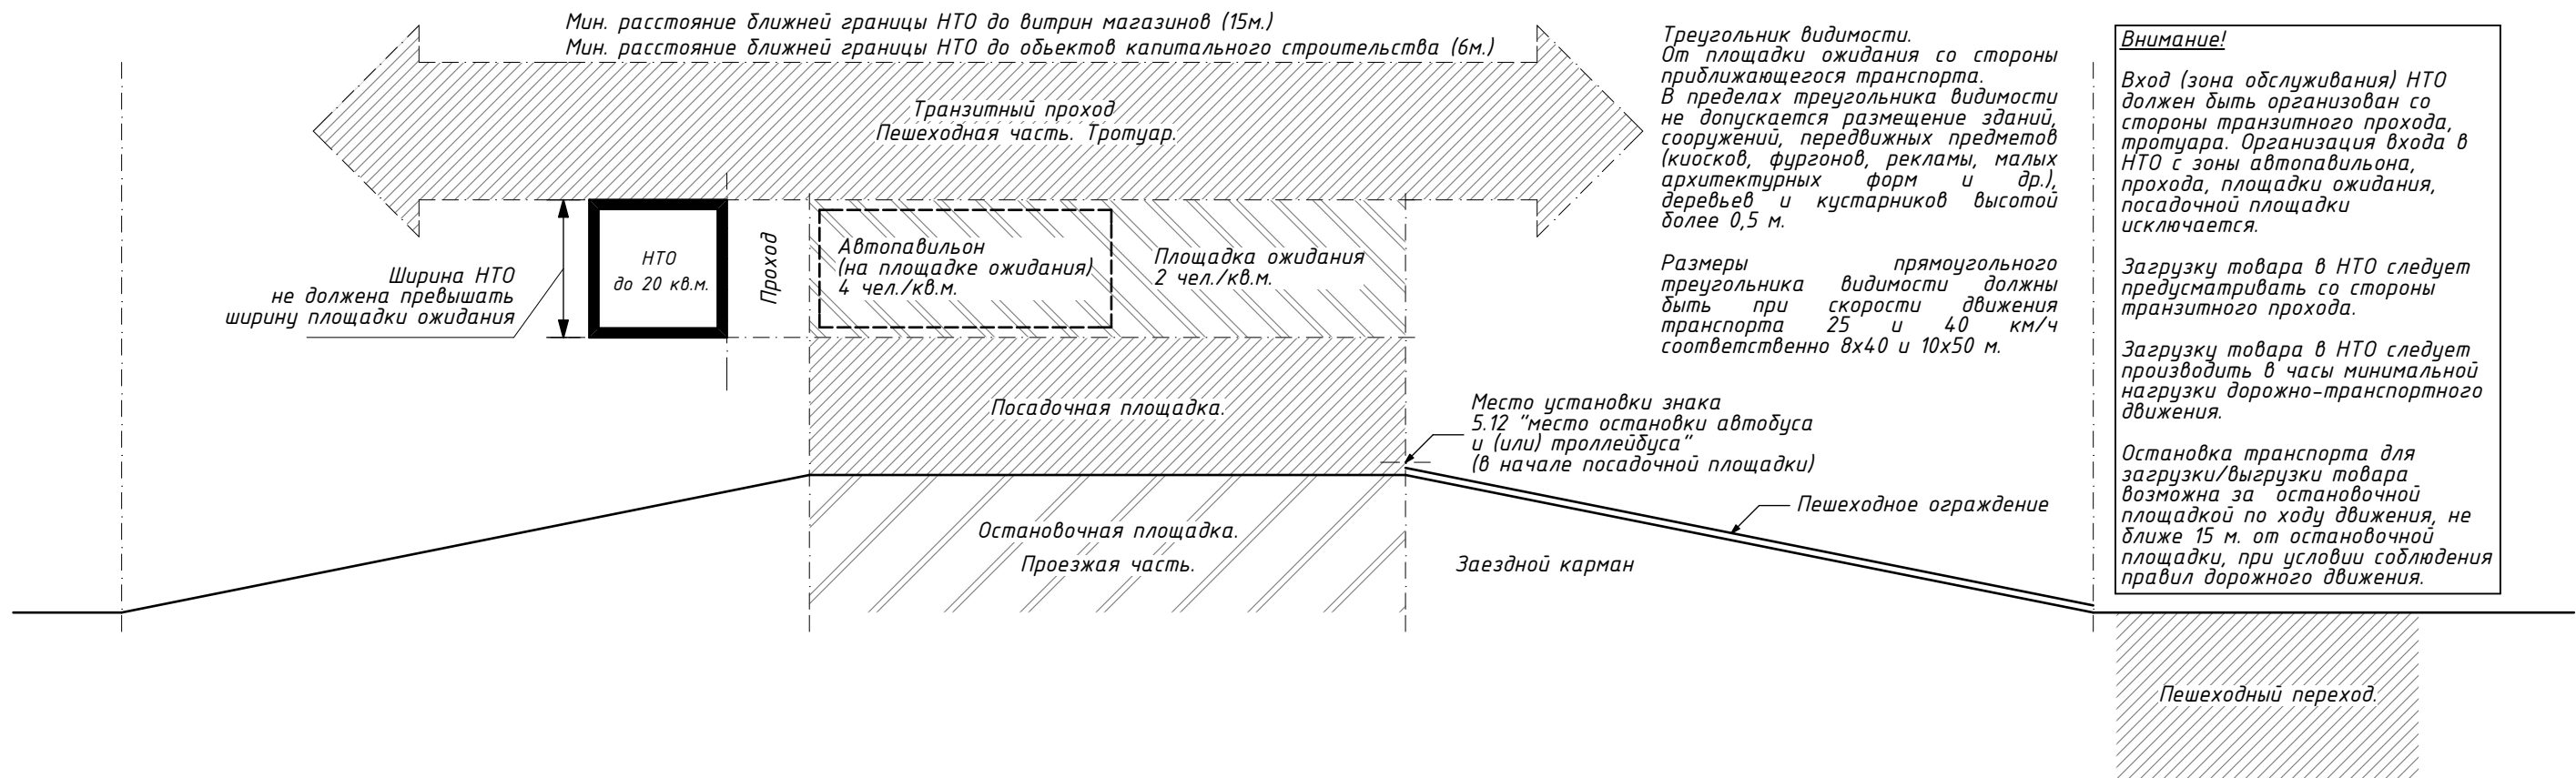 Мин. расстояние ближней границы НТО до витрин магазинов (15м.)
Мин. расстояние ближней границы НТО до обьектов капитального строительства (6м.)
Транзитный проход
Пешеходная часть. Тротуар.
Ширина НТО
не должна превышать
ширину площадки ожидания
НТО
до 20 кв.м.
Проход
Автопавильон
(на площадке ожидания)
4 чел./кв.м.
Площадка ожидания
2 чел./кв.м.
Посадочная площадка.
Остановочная площадка.
Проезжая часть.
Заездной карман
Место установки знака
5.12 "место остановки автобуса
и (или) троллейбуса"
(в начале посадочной площадки)
Пешеходное ограждение
Треугольник видимости.
От площадки ожидания со стороны
приближающегося транспорта.
В пределах треугольника видимости
не допускается размещение зданий,
сооружений, передвижных предметов
(киосков, фургонов, рекламы, малых
архитектурных форм и др.),
деревьев и кустарников высотой
более 0,5 м.
Размеры прямоугольного
треугольника видимости должны
быть при скорости движения
транспорта 25 и 40 км/ч
соответственно 8х40 и 10х50 м.
Внимание!
Вход (зона обслуживания) НТО
должен быть организован со
стороны транзитного прохода,
тротуара. Организация входа в
НТО с зоны автопавильона,
прохода, площадки ожидания,
посадочной площадки
исключается.
Загрузку товара в НТО следует
предусматривать со стороны
транзитного прохода.
Загрузку товара в НТО следует
производить в часы минимальной
нагрузки дорожно-транспортного
движения.
Остановка транспорта для
загрузки/выгрузки товара
возможна за остановочной
площадкой по ходу движения, не
ближе 15 м. от остановочной
площадки, при условии соблюдения
правил дорожного движения.
Пешеходный переход.